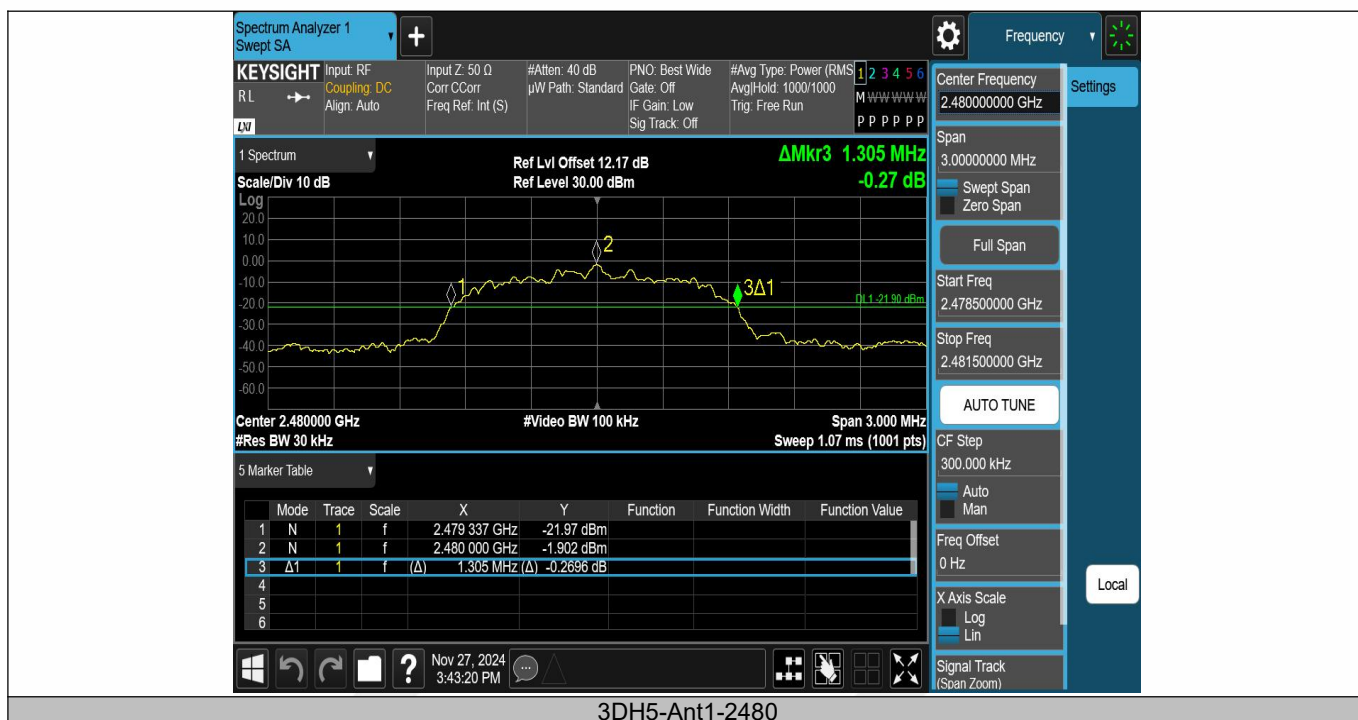 Spectrum Analyzer 1
Swept SA
+
Frequency
KEYSIGHT
RL
LXI
Input: RF
Coupling: DC
Align: Auto
Input Z: 50 Ω
Corr CCorr
Freq Ref: Int (S)
#Atten: 40 dB
µW Path: Standard
PNO: Best Wide
Gate: Off
IF Gain: Low
Sig Track: Off
#Avg Type: Power (RMS
Avg|Hold: 1000/1000
Trig: Free Run
1 2 3 4 5 6
M W W W W W
P P P P P P
1 Spectrum
Scale/Div 10 dB
Ref Lvl Offset 12.17 dB
Ref Level 30.00 dBm
ΔMkr3 1.305 MHz
-0.27 dB
Log
20.0
10.0
0.00
-10.0
-20.0
-30.0
-40.0
-50.0
-60.0
1
2
3Δ1
DL1 -21.90 dBm
Center 2.480000 GHz
#Res BW 30 kHz
#Video BW 100 kHz
Span 3.000 MHz
Sweep 1.07 ms (1001 pts)
5 Marker Table
Mode Trace Scale X Y Function Function Width Function Value
1 N 1 f 2.479 337 GHz -21.97 dBm
2 N 1 f 2.480 000 GHz -1.902 dBm
3 Δ1 1 f (Δ) 1.305 MHz (Δ) -0.2696 dB
4
5
6
?
Nov 27, 2024
3:43:20 PM
Center Frequency
2.480000000 GHz
Settings
Span
3.00000000 MHz
Swept Span
Zero Span
Full Span
Start Freq
2.478500000 GHz
Stop Freq
2.481500000 GHz
AUTO TUNE
CF Step
300.000 kHz
Auto
Man
Freq Offset
0 Hz
Local
X Axis Scale
Log
Lin
Signal Track
(Span Zoom)
3DH5-Ant1-2480